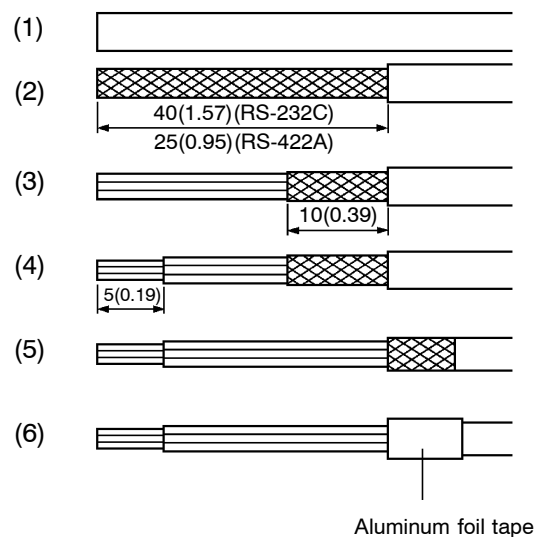 (1)
(2)
40(1.57)(RS-232C)
25(0.95)(RS-422A)
(3)
10(0.39)
(4)
5(0.19)
(5)
(6)
Aluminum foil tape